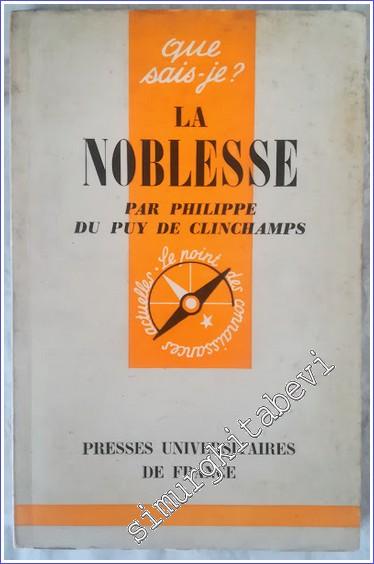 que
sais-je?
LA
NOBLESSE
PAR PHILIPPE
DU PUY DE CLINCHAMPS
Le point des connaissances actuelles.
PRESSES UNIVERSITAIRES
DE FRANCE
simurgkitabevi